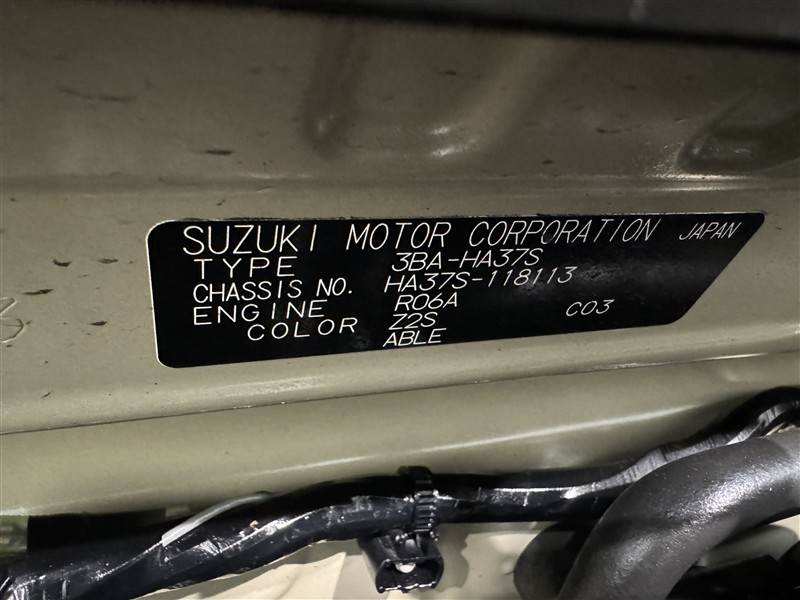 SUZUKI MOTOR CORPORATION JAPAN
TYPE 3BA-HA37S
CHASSIS NO. HA37S-118113
ENGINE R06A
COLOR Z2S C03
ABLE